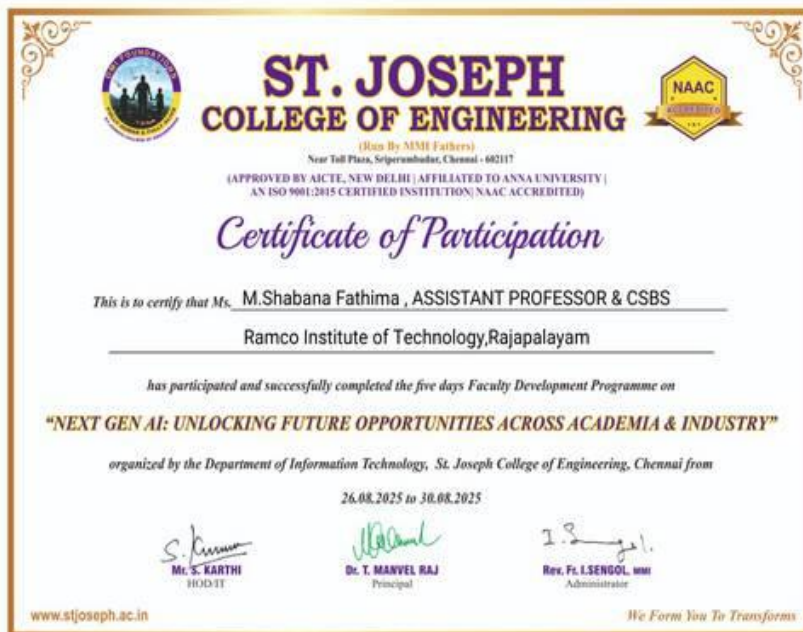 ST. JOSEPH
COLLEGE OF ENGINEERING
NAAC
ACCREDITED
(Run By MMI Fathers)
Near Toll Plaza, Sriperumbudur, Chennai - 602117
(APPROVED BY AICTE, NEW DELHI | AFFILIATED TO ANNA UNIVERSITY |
AN ISO 9001:2015 CERTIFIED INSTITUTION| NAAC ACCREDITED)
Certificate of Participation
This is to certify that Ms. M.Shabana Fathima , ASSISTANT PROFESSOR & CSBS
Ramco Institute of Technology,Rajapalayam
has participated and successfully completed the five days Faculty Development Programme on
"NEXT GEN AI: UNLOCKING FUTURE OPPORTUNITIES ACROSS ACADEMIA & INDUSTRY"
organized by the Department of Information Technology, St. Joseph College of Engineering, Chennai from
26.08.2025 to 30.08.2025
Mr. S. KARTHI
HOD/IT
Dr. T. MANVEL RAJ
Principal
Rev. Fr. I.SENGOL, MMI
Administrator
www.stjoseph.ac.in
We Form You To Transforms